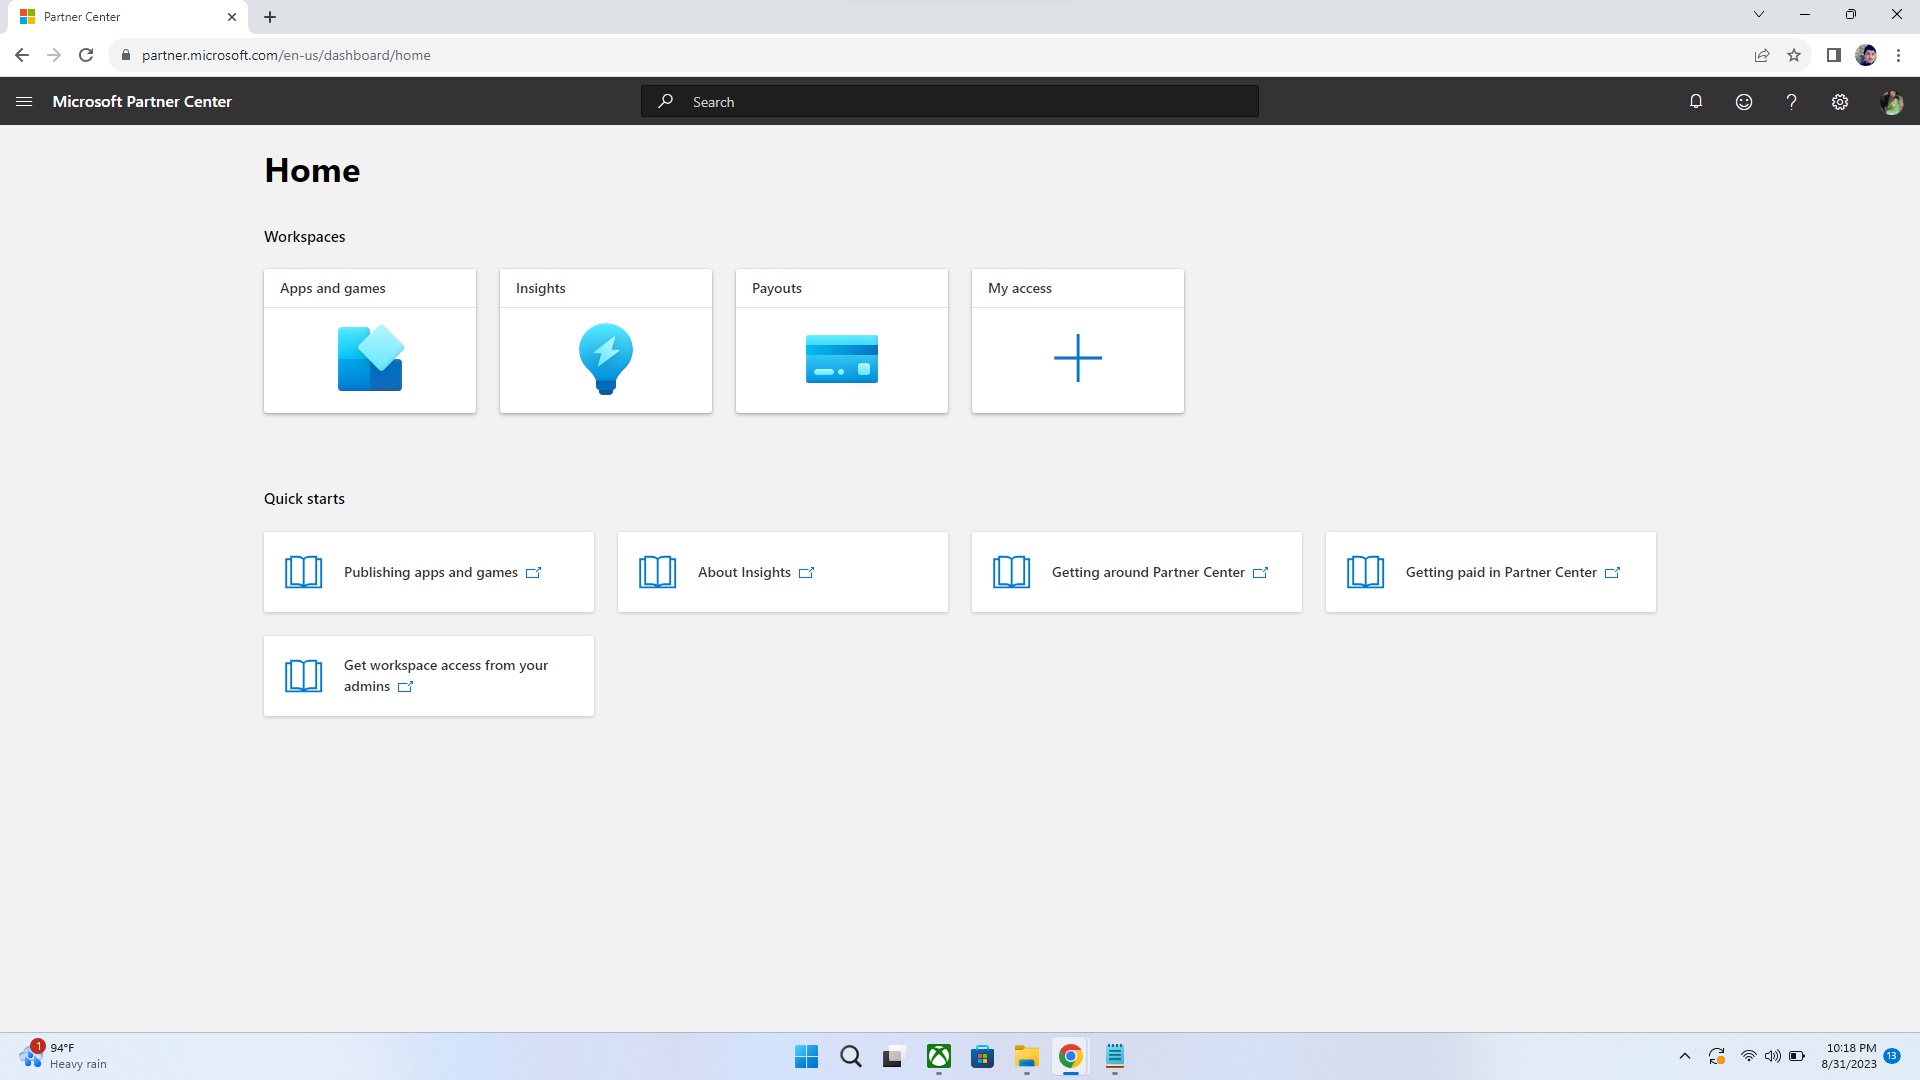 Partner Center
partner.microsoft.com/en-us/dashboard/home
Microsoft Partner Center
Search
Home
Workspaces
Apps and games
Insights
Payouts
My access
Quick starts
Publishing apps and games
About Insights
Getting around Partner Center
Getting paid in Partner Center
Get workspace access from your
admins
1
94°F
Heavy rain
10:18 PM
8/31/2023
13